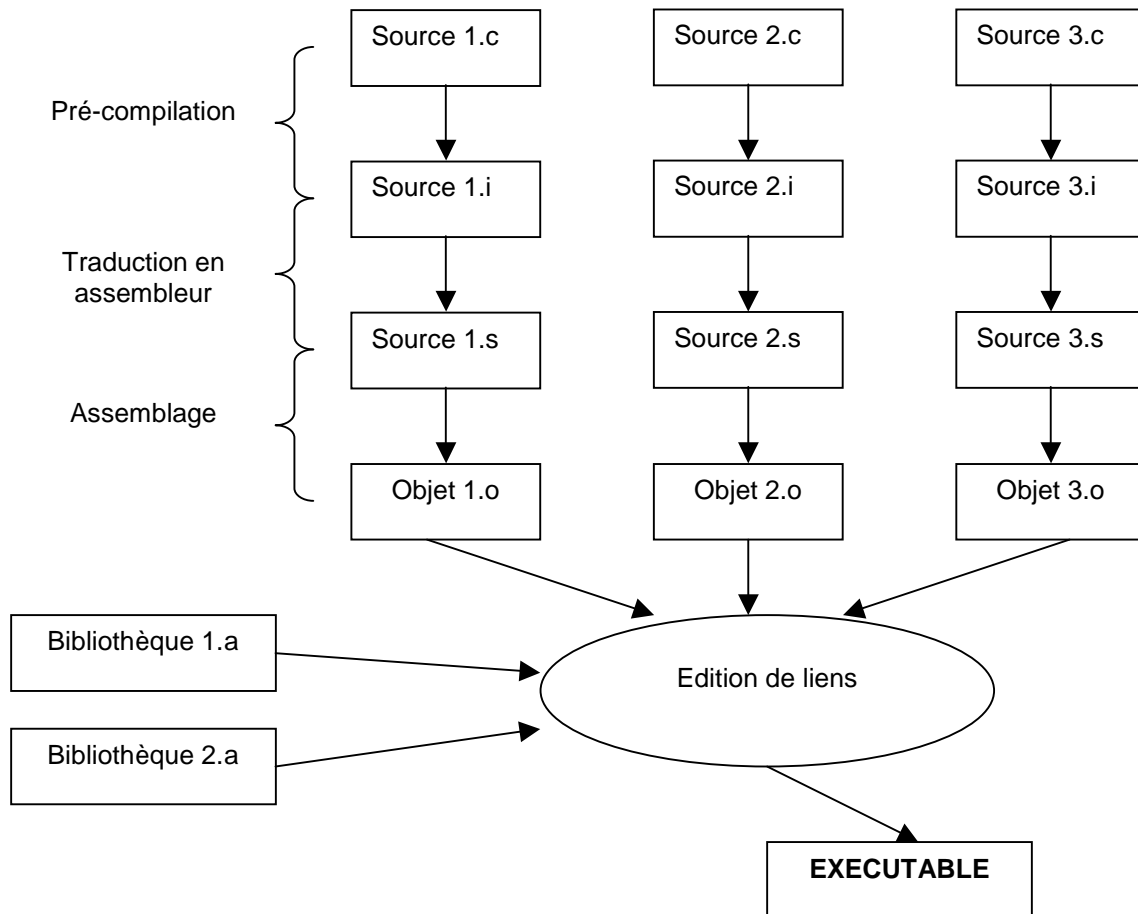 Source 1.c
Source 2.c
Source 3.c
Pré-compilation
Source 1.i
Source 2.i
Source 3.i
Traduction en
assembleur
Source 1.s
Source 2.s
Source 3.s
Assemblage
Objet 1.o
Objet 2.o
Objet 3.o
Bibliothèque 1.a
Edition de liens
Bibliothèque 2.a
EXECUTABLE